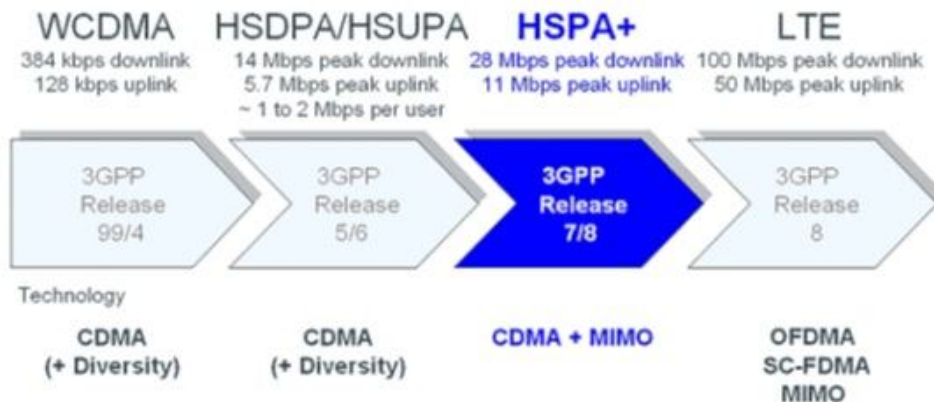 WCDMA
384 kbps downlink
128 kbps uplink
HSDPA/HSUPA
14 Mbps peak downlink
5.7 Mbps peak uplink
~ 1 to 2 Mbps per user
HSPA+
28 Mbps peak downlink
11 Mbps peak uplink
LTE
100 Mbps peak downlink
50 Mbps peak uplink
3GPP
Release
99/4
3GPP
Release
5/6
3GPP
Release
7/8
3GPP
Release
8
Technology
CDMA
(+ Diversity)
CDMA
(+ Diversity)
CDMA + MIMO
OFDMA
SC-FDMA
MIMO